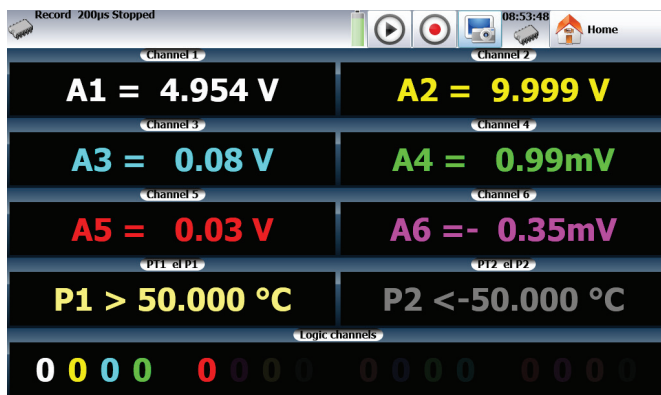 Record 200µs Stopped
08:53:48
Home
Channel 1
Channel 2
A1 = 4.954 V
A2 = 9.999 V
Channel 3
Channel 4
A3 = 0.08 V
A4 = 0.99mV
Channel 5
Channel 6
A5 = 0.03 V
A6 =- 0.35mV
PT1 el P1
PT2 el P2
P1 > 50.000 °C
P2 <-50.000 °C
Logic channels
0 0 0 0 0 0 0 0 0 0 0 0 0 0 0 0